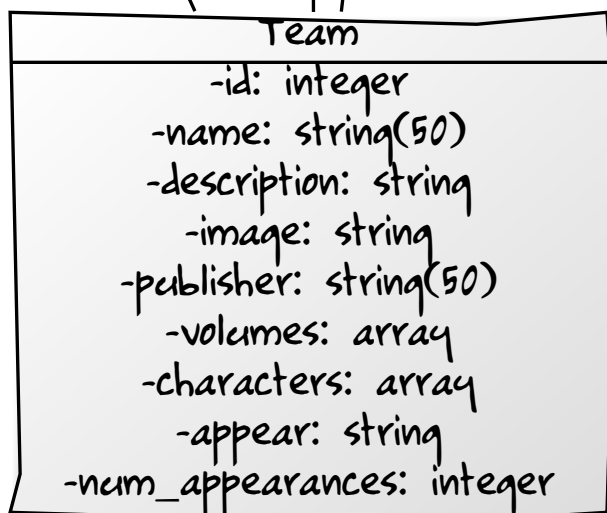 Team
-id: integer
-name: string(50)
-description: string
-image: string
-publisher: string(50)
-volumes: array
-characters: array
-appear: string
-num_appearances: integer